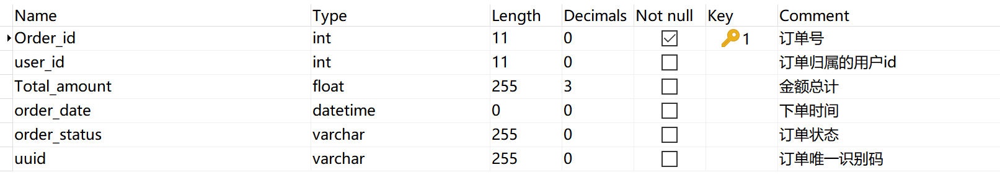 Name Type Length Decimals Not null Key Comment
Order_id int 11 0 1 订单号
user_id int 11 0 订单归属的用户id
Total_amount float 255 3 金额总计
order_date datetime 0 0 下单时间
order_status varchar 255 0 订单状态
uuid varchar 255 0 订单唯一识别码